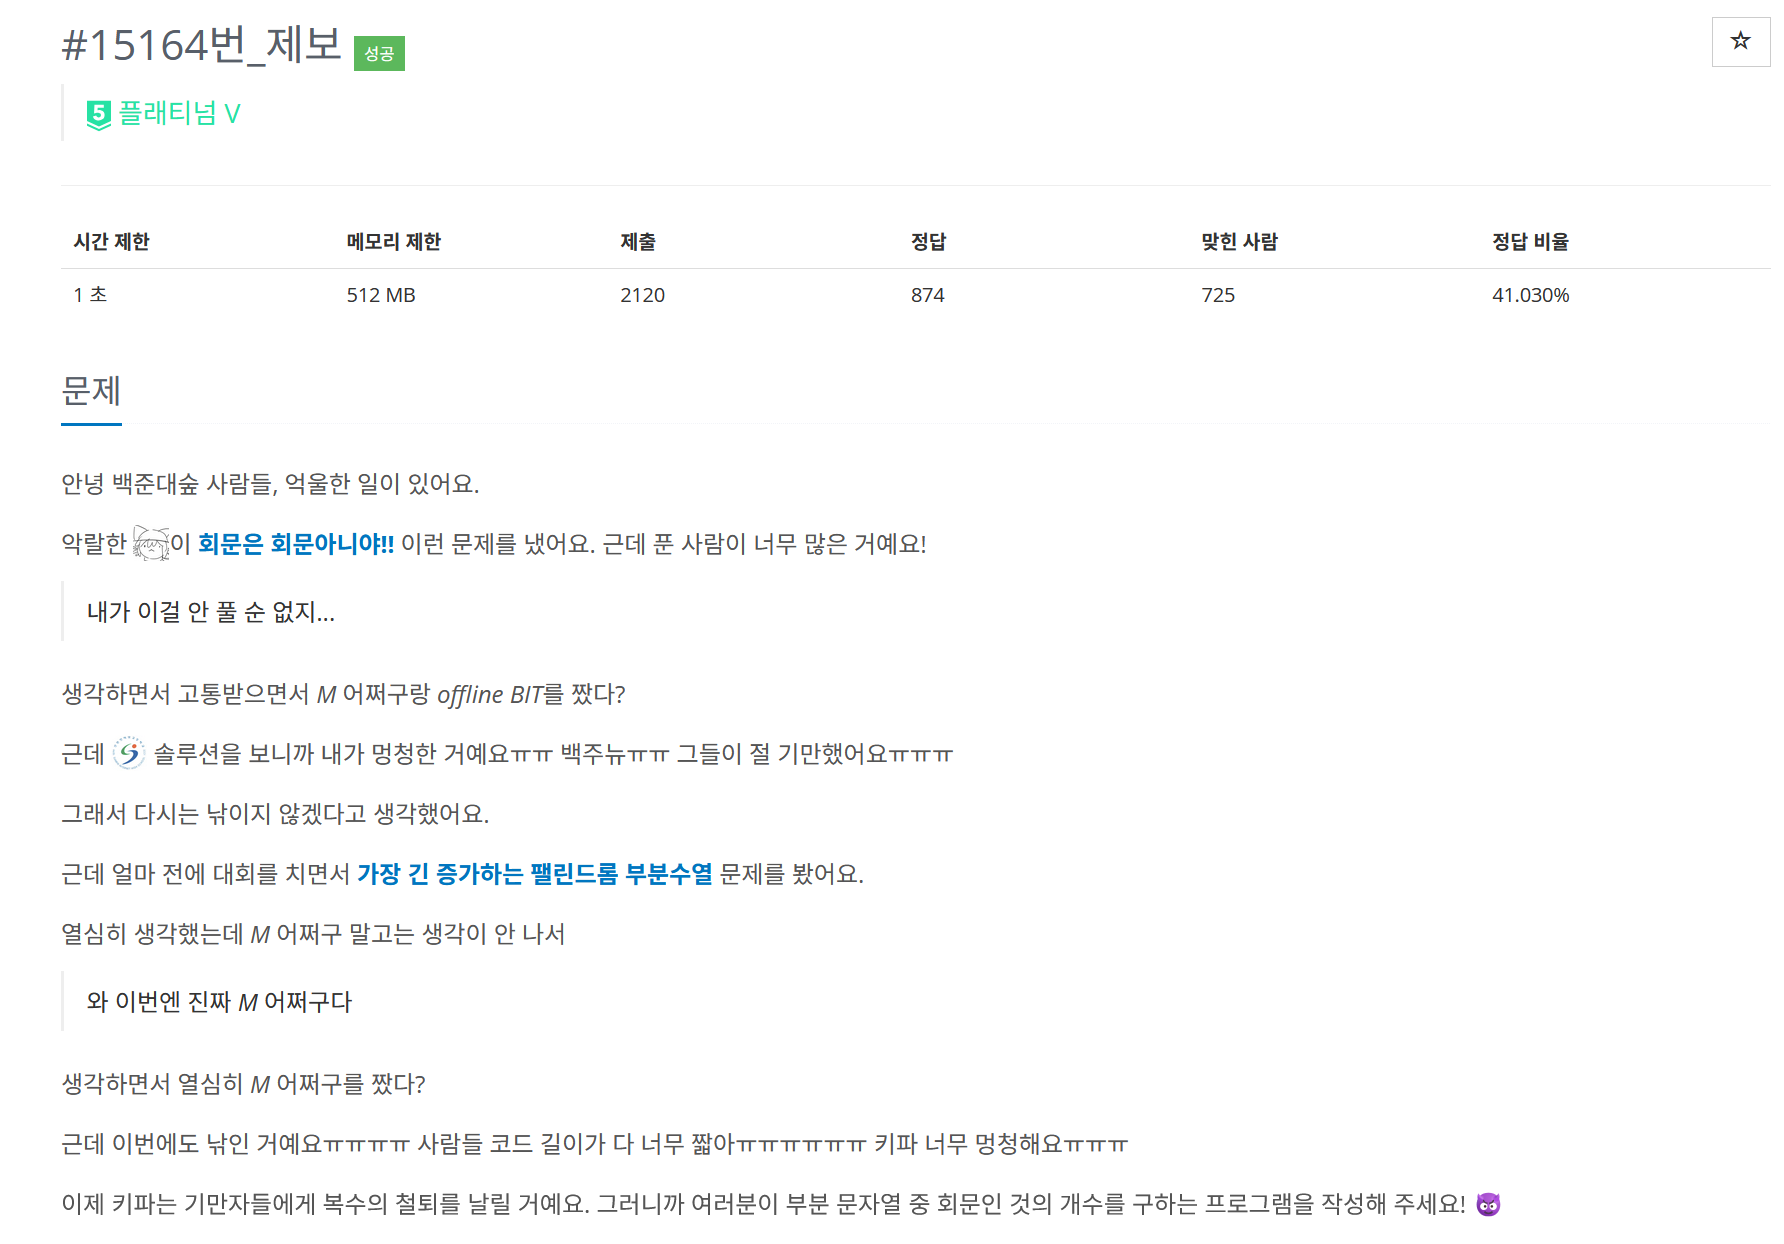 #15164번_제보 성공
5 플래티넘 V
시간 제한 메모리 제한 제출 정답 맞힌 사람 정답 비율
1 초 512 MB 2120 874 725 41.030%
문제
안녕 백준대숲 사람들, 억울한 일이 있어요.
악랄한 이 회문은 회문아니야!! 이런 문제를 냈어요. 근데 푼 사람이 너무 많은 거예요!
내가 이걸 안 풀 순 없지...
생각하면서 고통받으면서 M 어쩌구랑 offline BIT를 짰다?
근데 솔루션을 보니까 내가 멍청한 거예요ㅠㅠ 백주뉴ㅠㅠ 그들이 절 기만했어요ㅠㅠㅠ
그래서 다시는 낚이지 않겠다고 생각했어요.
근데 얼마 전에 대회를 치면서 가장 긴 증가하는 팰린드롬 부분수열 문제를 봤어요.
열심히 생각했는데 M 어쩌구 말고는 생각이 안 나서
와 이번엔 진짜 M 어쩌구다
생각하면서 열심히 M 어쩌구를 짰다?
근데 이번에도 낚인 거예요ㅠㅠㅠㅠ 사람들 코드 길이가 다 너무 짧아ㅠㅠㅠㅠㅠㅠ 키파 너무 멍청해요ㅠㅠㅠ
이제 키파는 기만자들에게 복수의 철퇴를 날릴 거예요. 그러니까 여러분이 부분 문자열 중 회문인 것의 개수를 구하는 프로그램을 작성해 주세요! 😈